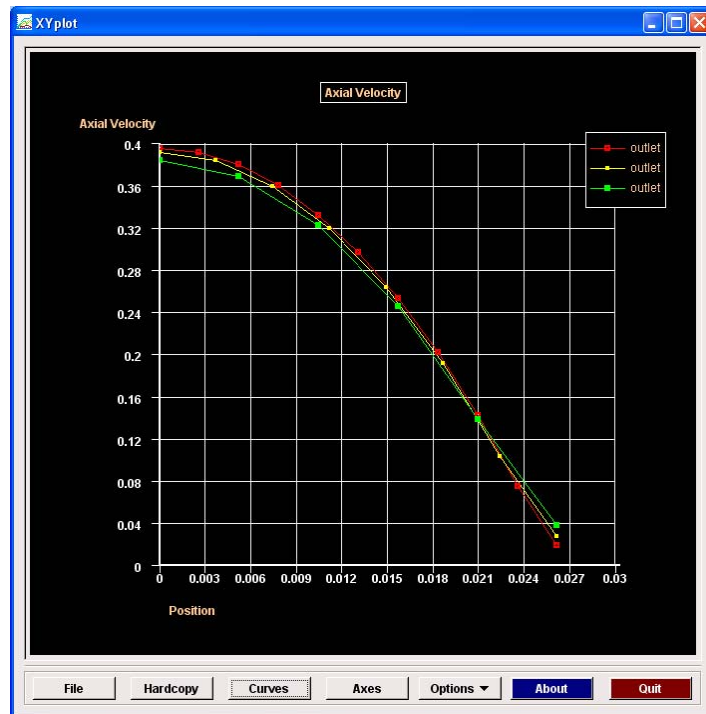 XYplot
Axial Velocity
Axial Velocity
outlet
outlet
outlet
0.4
0.36
0.32
0.28
0.24
0.2
0.16
0.12
0.08
0.04
0
0 0.003 0.006 0.009 0.012 0.015 0.018 0.021 0.024 0.027 0.03
Position
File Hardcopy Curves Axes Options About Quit